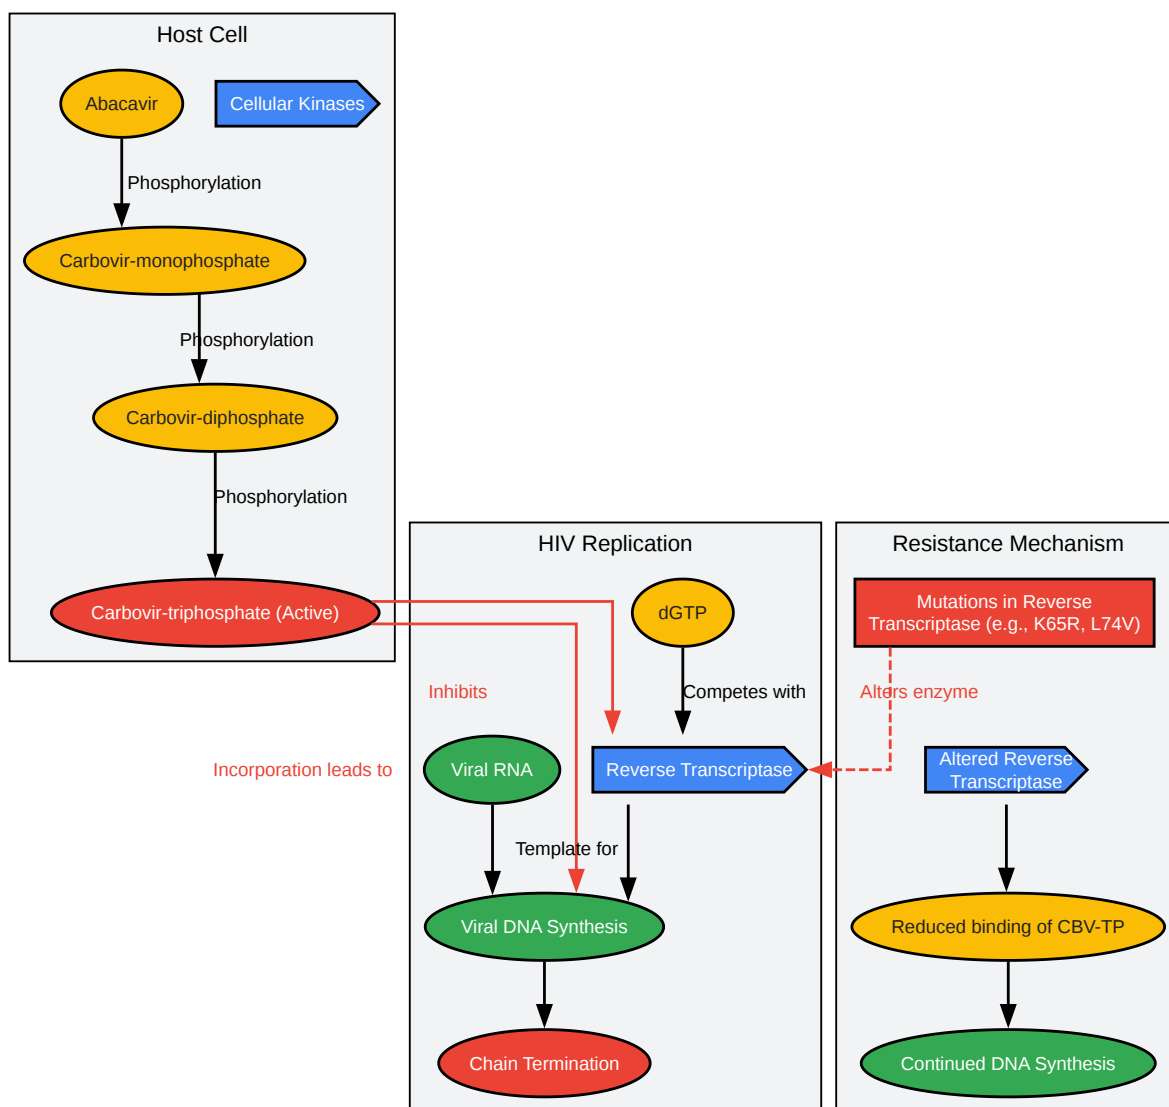 Host Cell
Abacavir
Cellular Kinases
Phosphorylation
Carbovir-monophosphate
Phosphorylation
Carbovir-diphosphate
Phosphorylation
Carbovir-triphosphate (Active)
HIV Replication
dGTP
Inhibits
Competes with
Incorporation leads to
Viral RNA
Reverse Transcriptase
Template for
Viral DNA Synthesis
Chain Termination
Resistance Mechanism
Mutations in Reverse
Transcriptase (e.g., K65R, L74V)
Alters enzyme
Altered Reverse
Transcriptase
Reduced binding of CBV-TP
Continued DNA Synthesis